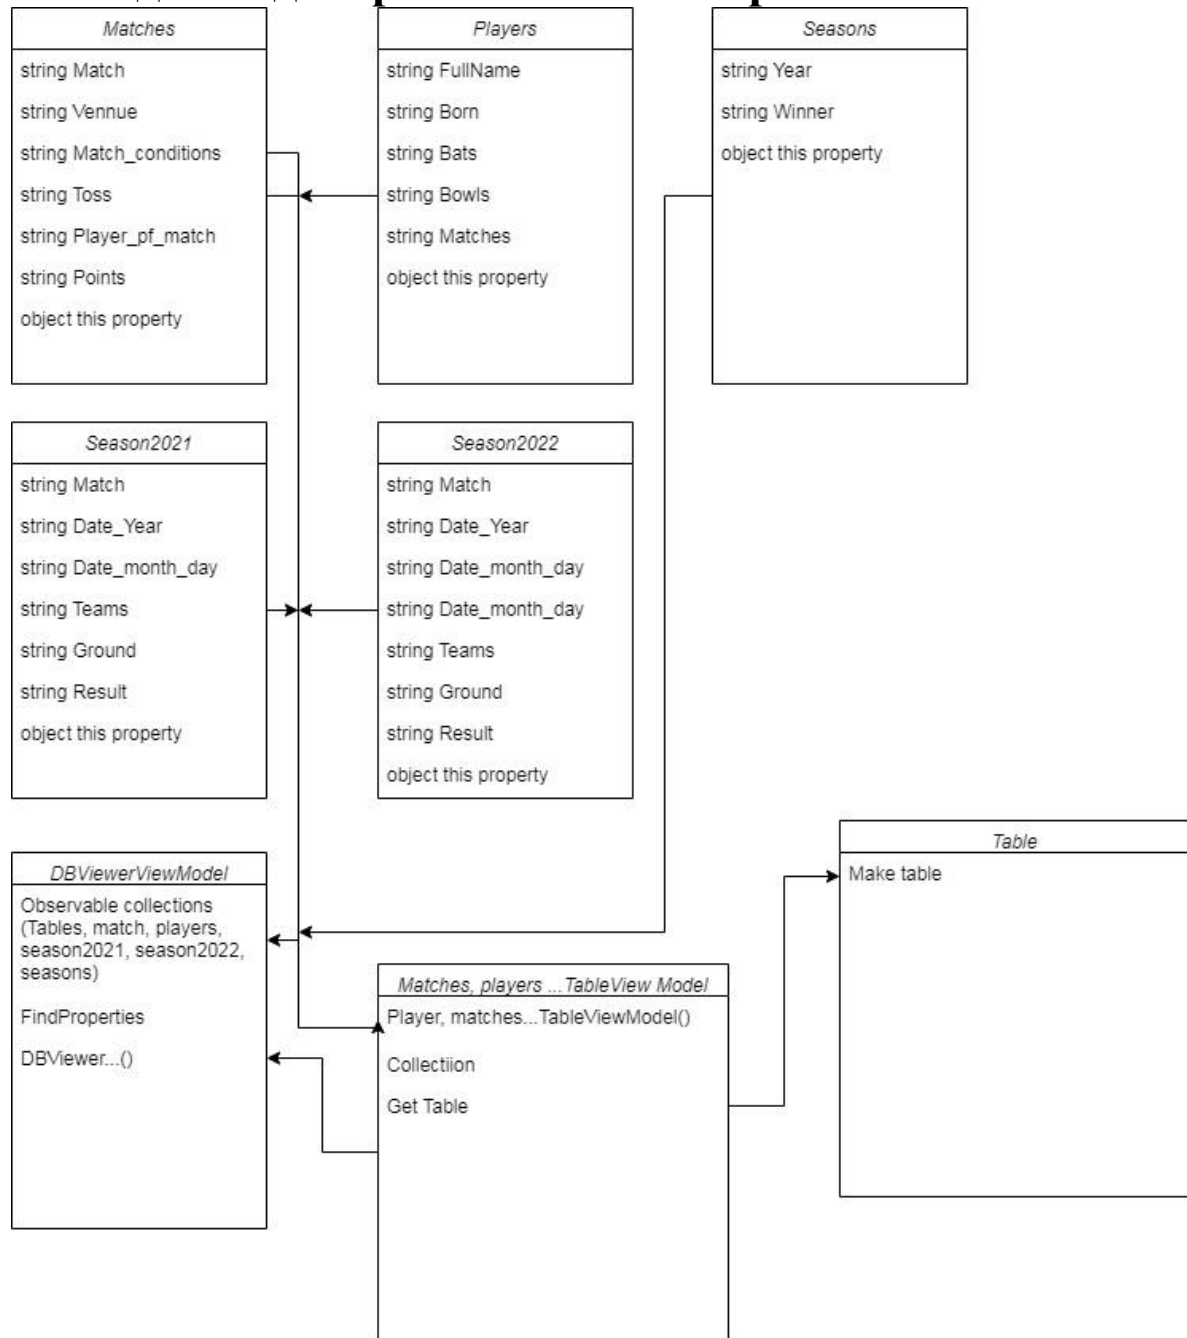 Matches
string Match
string Vennue
string Match_conditions
string Toss
string Player_pf_match
string Points
object this property
Players
string FullName
string Born
string Bats
string Bowls
string Matches
object this property
Seasons
string Year
string Winner
object this property
Season2021
string Match
string Date_Year
string Date_month_day
string Teams
string Ground
string Result
object this property
Season2022
string Match
string Date_Year
string Date_month_day
string Date_month_day
string Teams
string Ground
string Result
object this property
DBViewerViewModel
Observable collections
(Tables, match, players,
season2021, season2022,
seasons)
FindProperties
DBViewer...()
Matches, players ...TableView Model
Player, matches...TableViewModel()
Collectiion
Get Table
Table
Make table